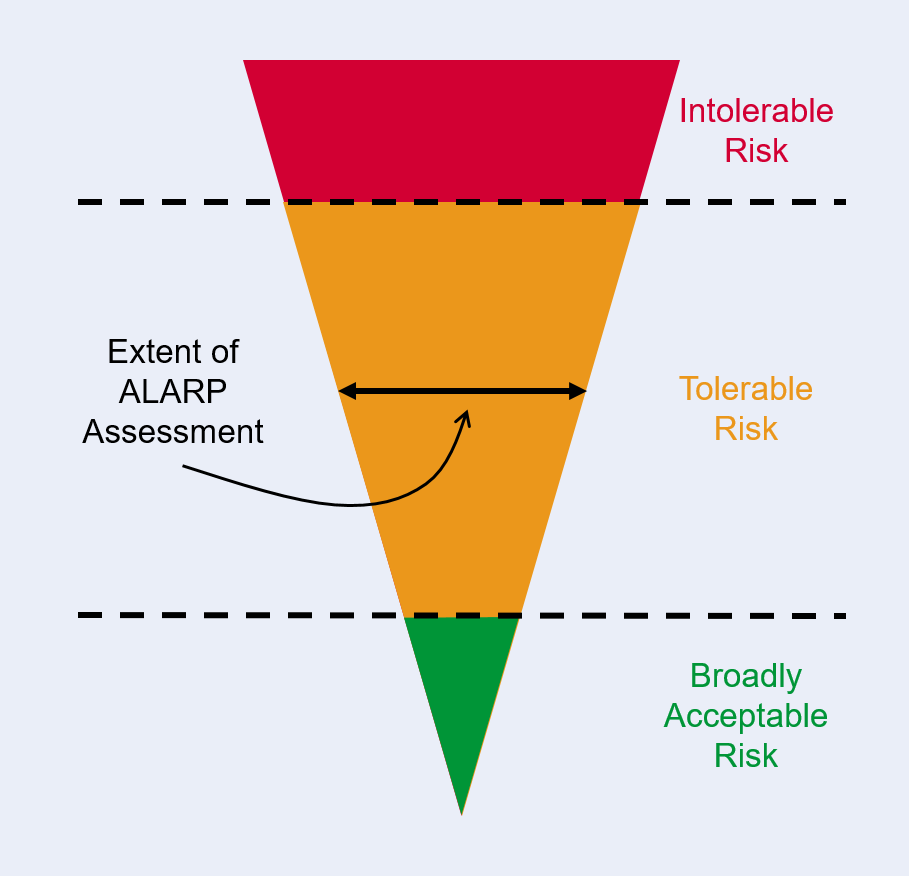 Intolerable
Risk
Extent of
ALARP
Assessment
Tolerable
Risk
Broadly
Acceptable
Risk